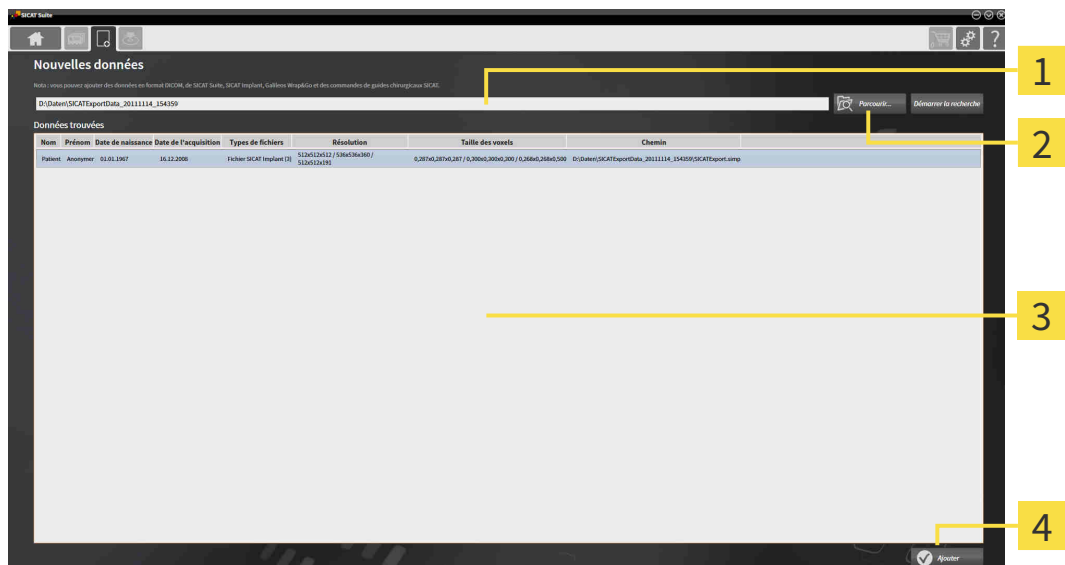 SICAT Suite
?
Nouvelles données
Nota : vous pouvez ajouter des données en format DICOM, de SICAT Suite, SICAT Implant, Galileos Wrap&Go et des commandes de guides chirurgicaux SICAT.
D:\Daten\SICATExportData_20111114_154359
Parcourir...
Démarrer la recherche
Données trouvées
Nom Prénom Date de naissance Date de l'acquisition Types de fichiers Résolution Taille des voxels Chemin
Patient Anonymer 01.01.1967 16.12.2008 Fichier SICAT Implant (3) 512x512x512 / 536x536x360 / 0,287x0,287x0,287 / 0,300x0,300x0,300 / 0,268x0,268x0,500 D:\Daten\SICATExportData_20111114_154359\SICATExport.simp
512x512x191
Ajouter
1
2
3
4